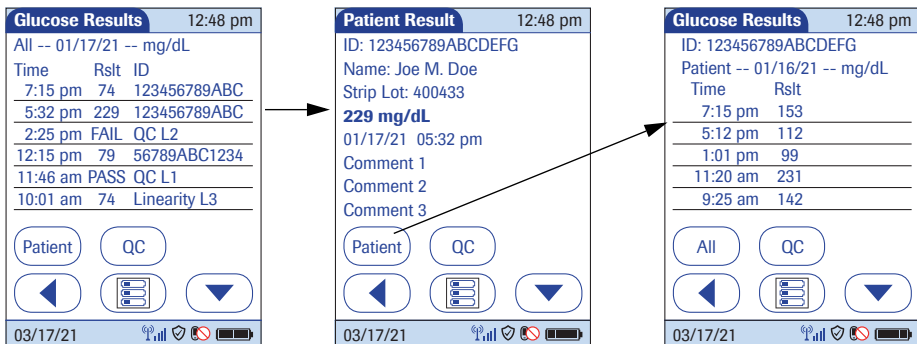 Glucose Results 12:48 pm
All -- 01/17/21 -- mg/dL
Time Rslt ID
7:15 pm 74 123456789ABC
5:32 pm 229 123456789ABC
2:25 pm FAIL QC L2
12:15 pm 79 56789ABC1234
11:46 am PASS QC L1
10:01 am 74 Linearity L3
Patient QC
03/17/21
Patient Result 12:48 pm
ID: 123456789ABCDEFG
Name: Joe M. Doe
Strip Lot: 400433
229 mg/dL
01/17/21 05:32 pm
Comment 1
Comment 2
Comment 3
Patient QC
03/17/21
Glucose Results 12:48 pm
ID: 123456789ABCDEFG
Patient -- 01/16/21 -- mg/dL
Time Rslt
7:15 pm 153
5:12 pm 112
1:01 pm 99
11:20 am 231
9:25 am 142
All QC
03/17/21